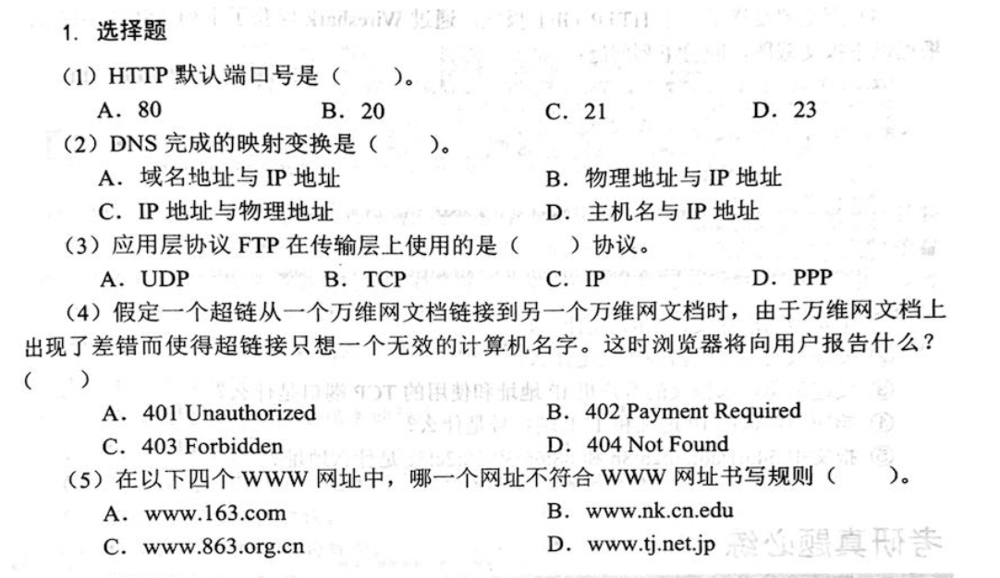 1. 选择题
（1）HTTP 默认端口号是（　　）。
A．80　B．20　C．21　D．23
（2）DNS 完成的映射变换是（　　）。
A．域名地址与 IP 地址　B．物理地址与 IP 地址
C．IP 地址与物理地址　D．主机名与 IP 地址
（3）应用层协议 FTP 在传输层上使用的是（　　）协议。
A．UDP　B．TCP　C．IP　D．PPP
（4）假定一个超链从一个万维网文档链接到另一个万维网文档时，由于万维网文档上
出现了差错而使得超链接只想一个无效的计算机名字。这时浏览器将向用户报告什么？
（　　）
A．401 Unauthorized　B．402 Payment Required
C．403 Forbidden　D．404 Not Found
（5）在以下四个 WWW 网址中，哪一个网址不符合 WWW 网址书写规则（　　）。
A．www.163.com　B．www.nk.cn.edu
C．www.863.org.cn　D．www.tj.net.jp